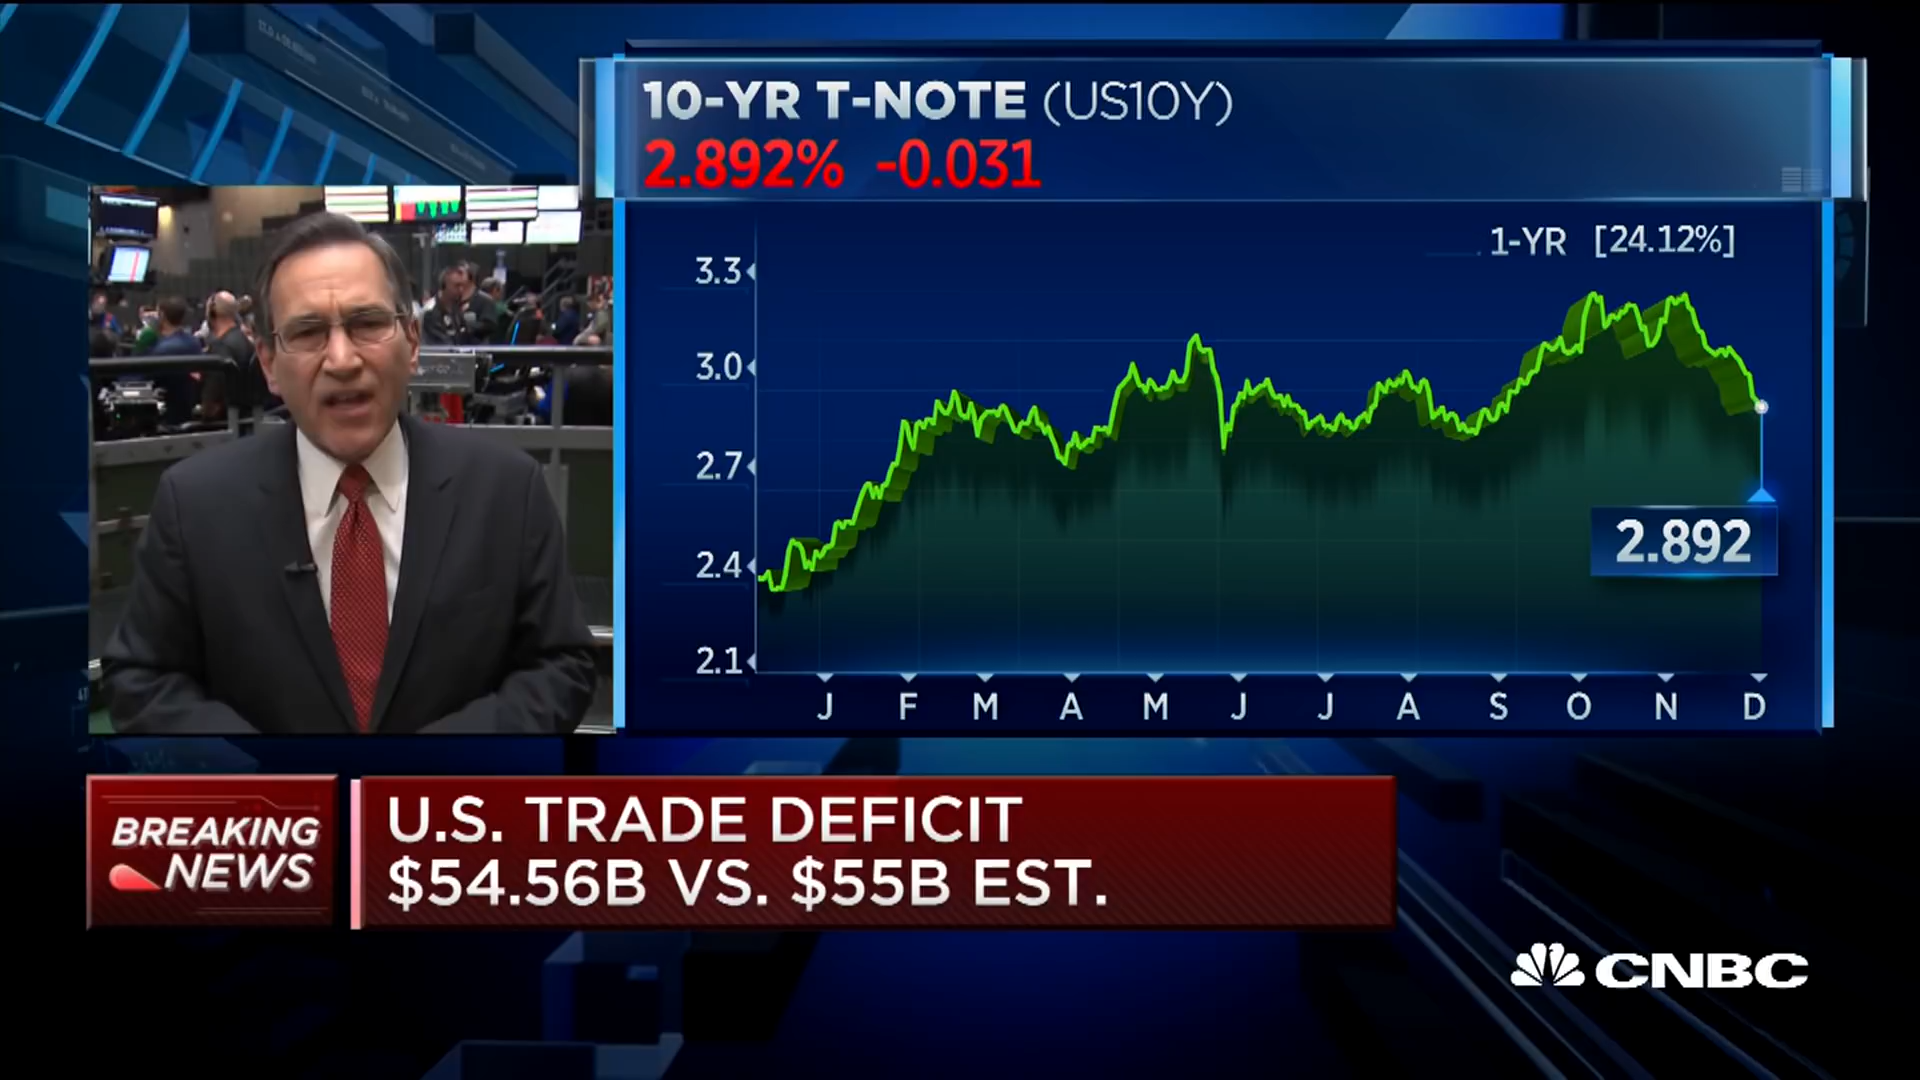 10-YR T-NOTE (US10Y)
2.892% -0.031
1-YR [24.12%]
3.3
3.0
2.7
2.4
2.1
2.892
J F M A M J J A S O N D
BREAKING
NEWS
U.S. TRADE DEFICIT
$54.56B VS. $55B EST.
CNBC